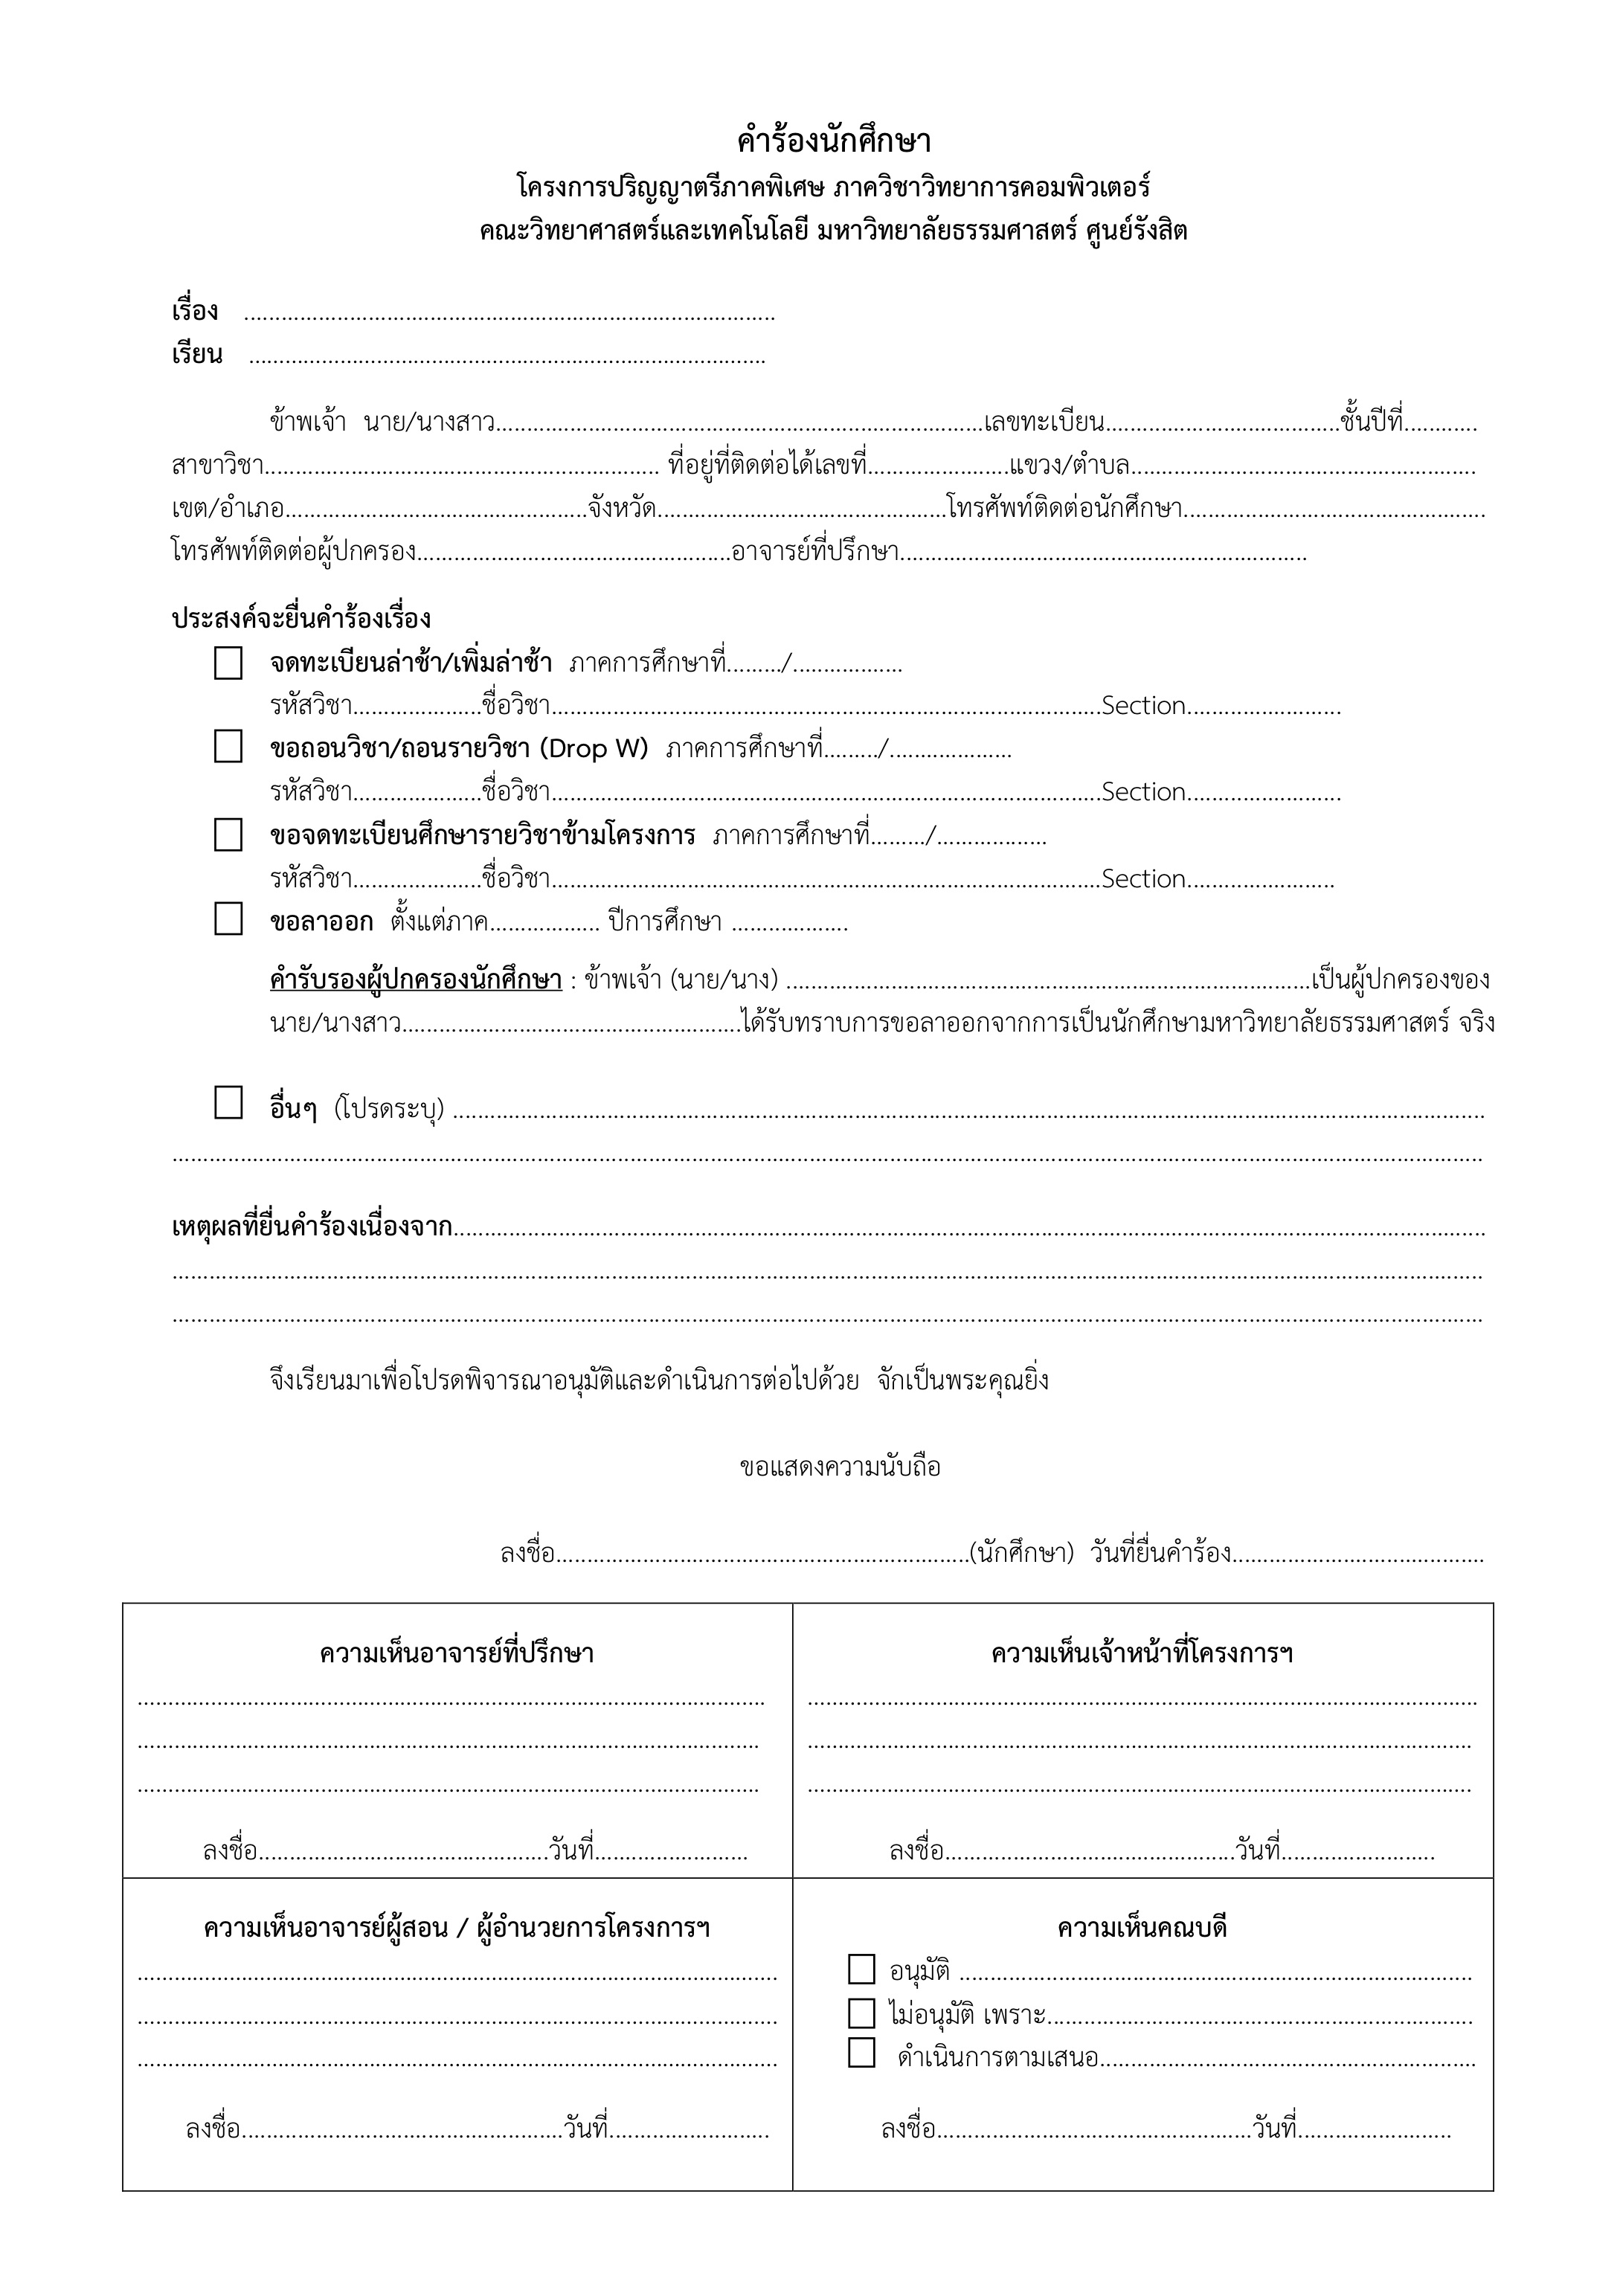 คำร้องนักศึกษา
โครงการปริญญาตรีภาคพิเศษ ภาควิชาวิทยาการคอมพิวเตอร์
คณะวิทยาศาสตร์และเทคโนโลยี มหาวิทยาลัยธรรมศาสตร์ ศูนย์รังสิต
เรื่อง ................................................................
เรียน ................................................................
ข้าพเจ้า นาย/นางสาว................................................เลขทะเบียน........................ชั้นปีที่............
สาขาวิชา........................................ ที่อยู่ที่ติดต่อได้เลขที่................แขวง/ตำบล................................
เขต/อำเภอ................................จังหวัด................................โทรศัพท์ติดต่อนักศึกษา................................
โทรศัพท์ติดต่อผู้ปกครอง................................อาจารย์ที่ปรึกษา................................................
ประสงค์จะยื่นคำร้องเรื่อง
☐ จดทะเบียนล่าช้า/เพิ่มล่าช้า ภาคการศึกษาที่........./..................
รหัสวิชา.....................ชื่อวิชา................................................................Section.........................
☐ ขอถอนวิชา/ถอนรายวิชา (Drop W) ภาคการศึกษาที่........./....................
รหัสวิชา.....................ชื่อวิชา................................................................Section.........................
☐ ขอจดทะเบียนศึกษารายวิชาข้ามโครงการ ภาคการศึกษาที่........./..................
รหัสวิชา.....................ชื่อวิชา................................................................Section........................
☐ ขอลาออก ตั้งแต่ภาค.................. ปีการศึกษา ...................
คำรับรองผู้ปกครองนักศึกษา : ข้าพเจ้า (นาย/นาง) ................................................................เป็นผู้ปกครองของ
นาย/นางสาว........................................ได้รับทราบการขอลาออกจากการเป็นนักศึกษามหาวิทยาลัยธรรมศาสตร์ จริง
☐ อื่นๆ (โปรดระบุ) ................................................................................................
................................................................................................................................
เหตุผลที่ยื่นคำร้องเนื่องจาก................................................................................................
................................................................................................................................
................................................................................................................................
จึงเรียนมาเพื่อโปรดพิจารณาอนุมัติและดำเนินการต่อไปด้วย จักเป็นพระคุณยิ่ง
ขอแสดงความนับถือ
ลงชื่อ................................................(นักศึกษา) วันที่ยื่นคำร้อง................................
ความเห็นอาจารย์ที่ปรึกษา
................................................................
................................................................
................................................................
ลงชื่อ................................วันที่.........................
ความเห็นเจ้าหน้าที่โครงการฯ
................................................................
................................................................
................................................................
ลงชื่อ................................วันที่.........................
ความเห็นอาจารย์ผู้สอน / ผู้อำนวยการโครงการฯ
................................................................
................................................................
................................................................
ลงชื่อ................................วันที่.........................
ความเห็นคณบดี
☐ อนุมัติ ................................................................
☐ ไม่อนุมัติ เพราะ................................................
☐ ดำเนินการตามเสนอ................................................
ลงชื่อ................................วันที่.........................